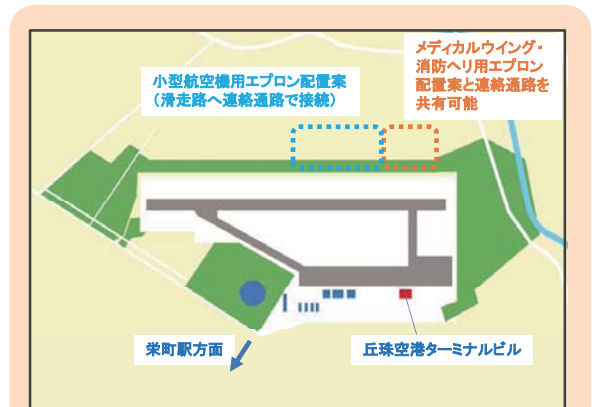 小型航空機用エプロン配置案
（滑走路へ連絡通路で接続）
メディカルウイング・
消防ヘリ用エプロン
配置案と連絡通路を
共有可能
栄町駅方面
丘珠空港ターミナルビル